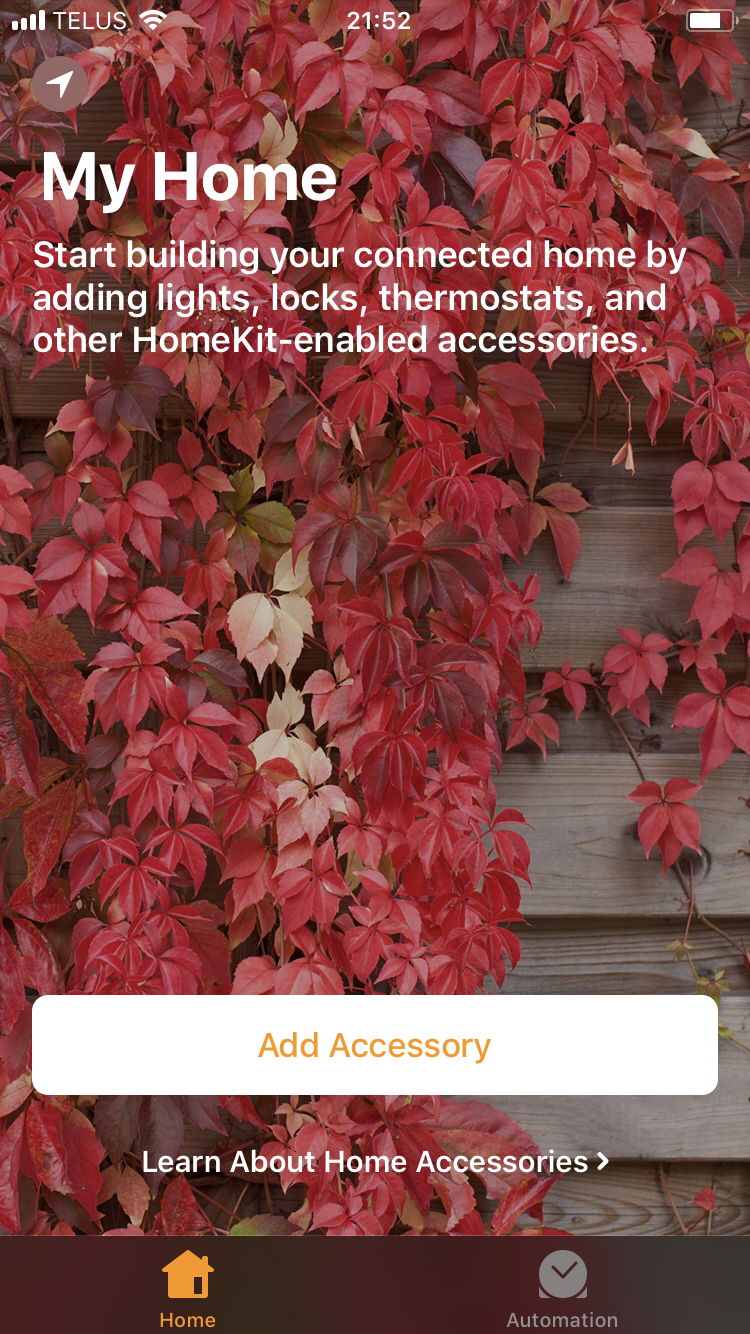 TELUS 21:52
My Home
Start building your connected home by
adding lights, locks, thermostats, and
other HomeKit-enabled accessories.
Add Accessory
Learn About Home Accessories
Home Automation